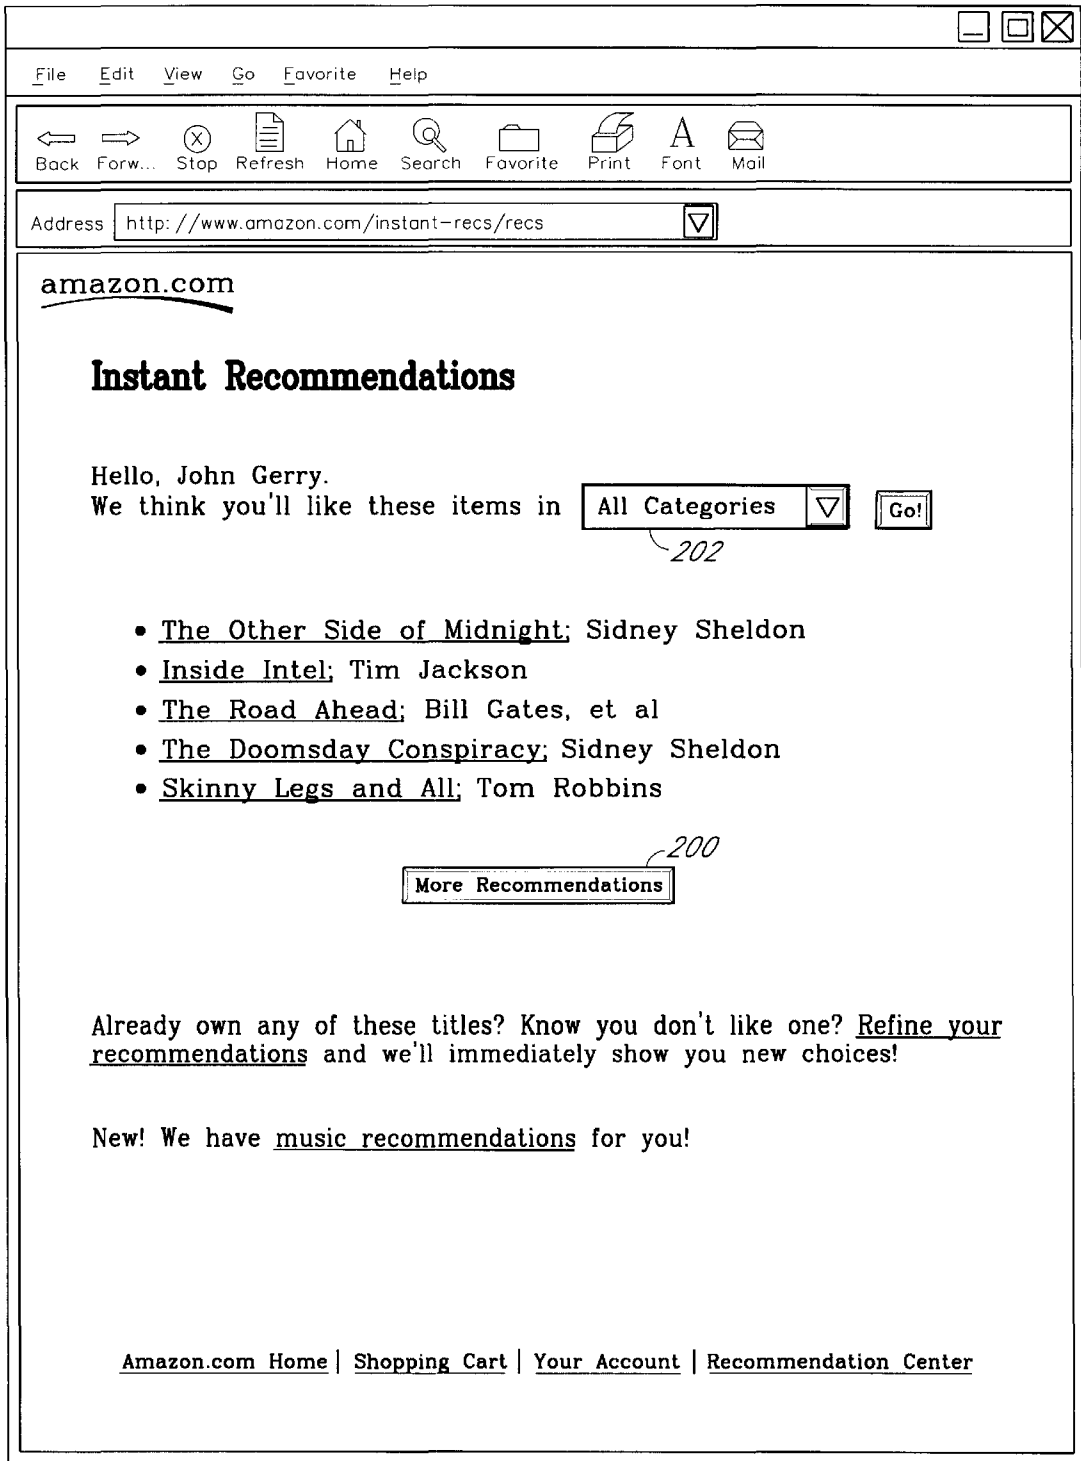 File Edit View Go Favorite Help
Back Forw... Stop Refresh Home Search Favorite Print Font Mail
Address http://www.amazon.com/instant-recs/recs
amazon.com
Instant Recommendations
Hello, John Gerry.
We think you'll like these items in All Categories Go!
202
• The Other Side of Midnight; Sidney Sheldon
• Inside Intel; Tim Jackson
• The Road Ahead; Bill Gates, et al
• The Doomsday Conspiracy; Sidney Sheldon
• Skinny Legs and All; Tom Robbins
200
More Recommendations
Already own any of these titles? Know you don't like one? Refine your
recommendations and we'll immediately show you new choices!
New! We have music recommendations for you!
Amazon.com Home | Shopping Cart | Your Account | Recommendation Center